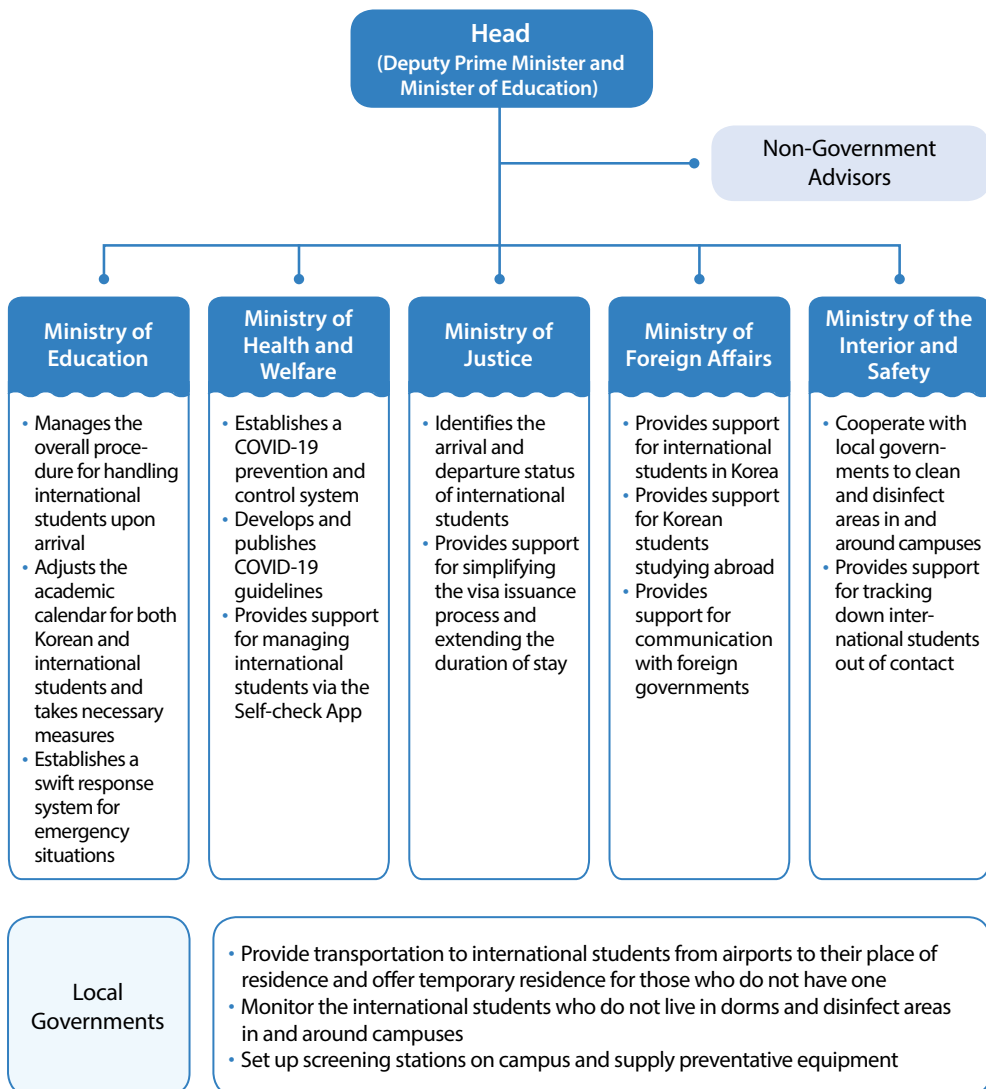 Head
(Deputy Prime Minister and
Minister of Education)
Non-Government
Advisors
Ministry of
Education
• Manages the
overall proce-
dure for handling
international
students upon
arrival
• Adjusts the
academic
calendar for both
Korean and
international
students and
takes necessary
measures
• Establishes a
swift response
system for
emergency
situations
Ministry of
Health and
Welfare
• Establishes a
COVID-19
prevention and
control system
• Develops and
publishes
COVID-19
guidelines
• Provides support
for managing
international
students via the
Self-check App
Ministry of
Justice
• Identifies the
arrival and
departure status
of international
students
• Provides support
for simplifying
the visa issuance
process and
extending the
duration of stay
Ministry of
Foreign Affairs
• Provides support
for international
students in Korea
• Provides support
for Korean
students
studying abroad
• Provides
support for
communication
with foreign
governments
Ministry of the
Interior and
Safety
• Cooperate with
local govern-
ments to clean
and disinfect
areas in and
around campuses
• Provides support
for tracking
down inter-
national students
out of contact
Local
Governments
• Provide transportation to international students from airports to their place of
residence and offer temporary residence for those who do not have one
• Monitor the international students who do not live in dorms and disinfect areas
in and around campuses
• Set up screening stations on campus and supply preventative equipment